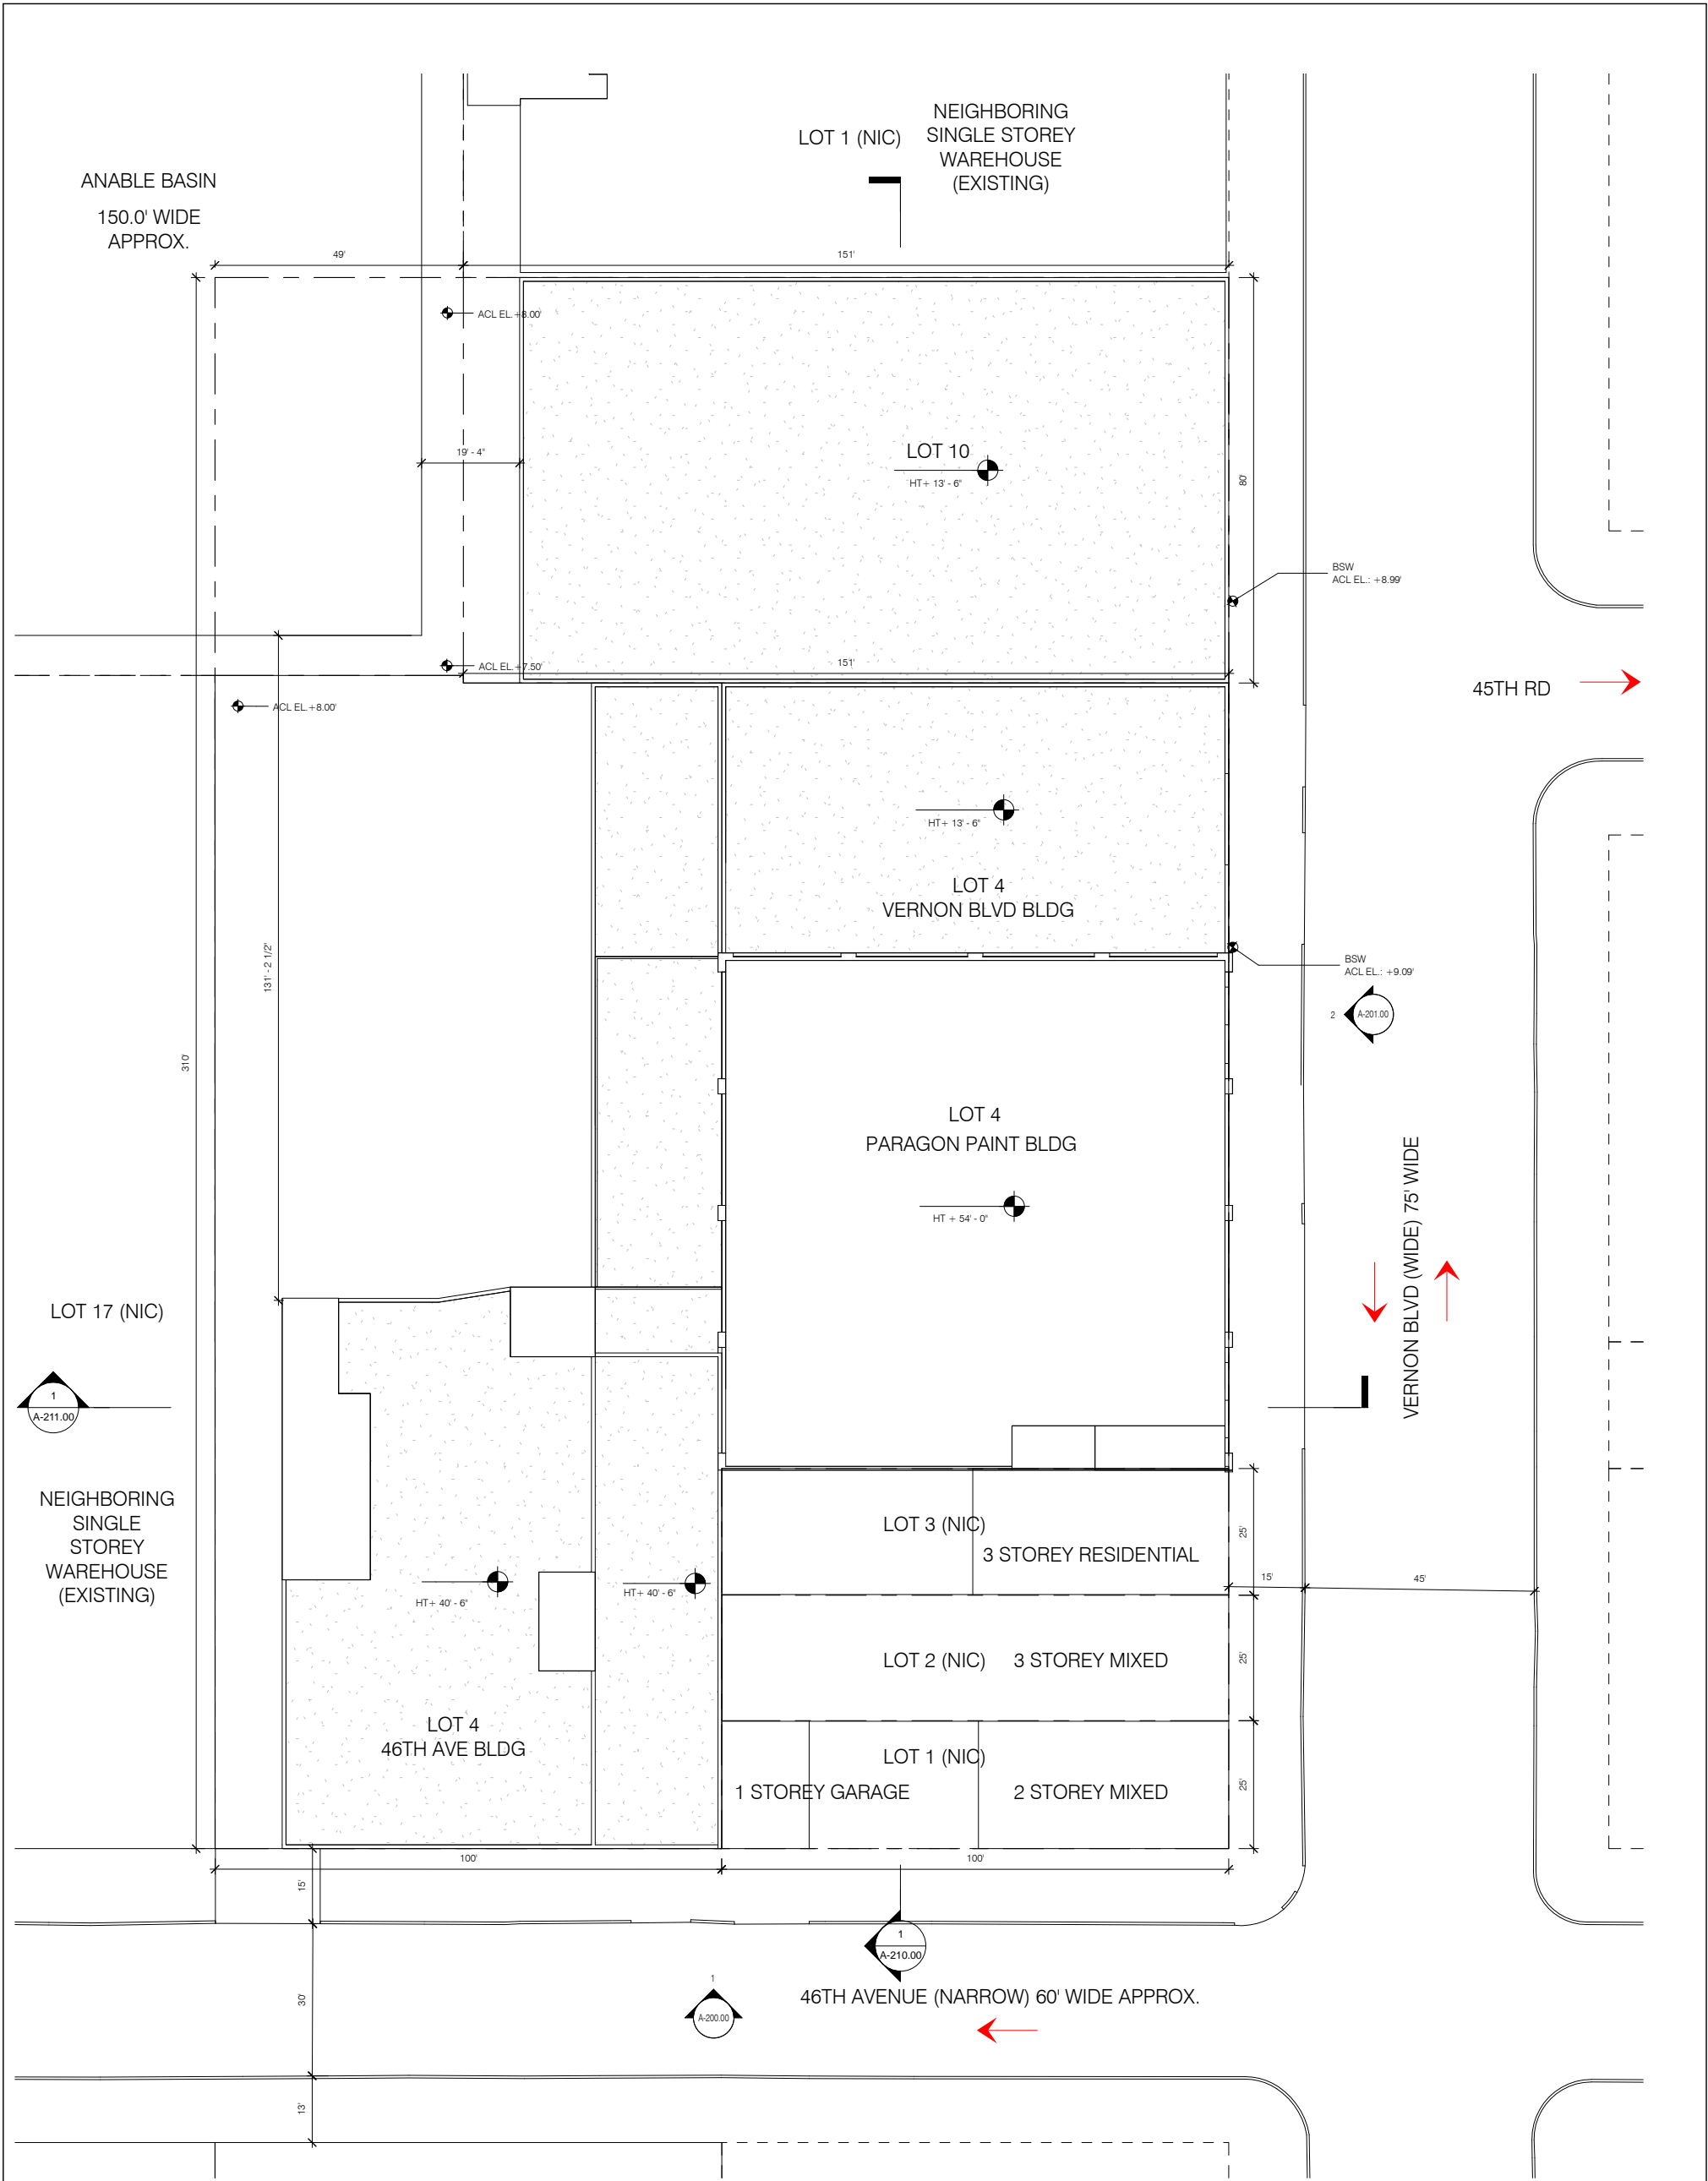 NEIGHBORING
SINGLE STOREY
WAREHOUSE
(EXISTING)
LOT 1 (NIC)
ANABLE BASIN
150.0' WIDE
APPROX.
49'
151'
ACL EL.+8.00'
LOT 10
HT+ 13' - 6"
19' - 4"
80'
BSW
ACL EL.: +8.99'
ACL EL.+7.50'
151'
45TH RD
ACL EL.+8.00'
HT+ 13' - 6"
LOT 4
VERNON BLVD BLDG
131' - 2 1/2"
BSW
ACL EL.: +9.09'
2
A-201.00
310'
LOT 4
PARAGON PAINT BLDG
HT + 54' - 0"
VERNON BLVD (WIDE) 75' WIDE
LOT 17 (NIC)
1
A-211.00
NEIGHBORING
SINGLE
STOREY
WAREHOUSE
(EXISTING)
LOT 3 (NIC)
3 STOREY RESIDENTIAL
25'
15'
45'
HT+ 40' - 6"
HT+ 40' - 6"
LOT 2 (NIC)
3 STOREY MIXED
25'
LOT 4
46TH AVE BLDG
LOT 1 (NIC)
1 STOREY GARAGE
2 STOREY MIXED
25'
100'
100'
15'
1
A-210.00
30'
1
A-200.00
46TH AVENUE (NARROW) 60' WIDE APPROX.
13'